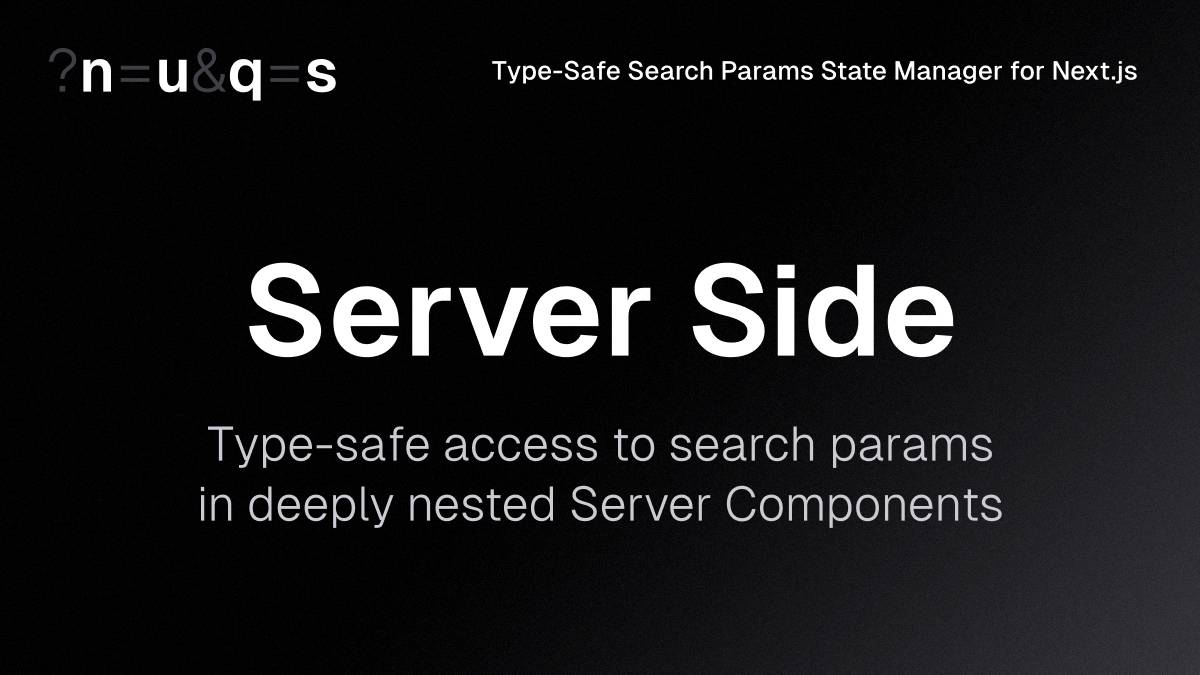 ?n=u&q=s
Type-Safe Search Params State Manager for Next.js
Server Side
Type-safe access to search params
in deeply nested Server Components